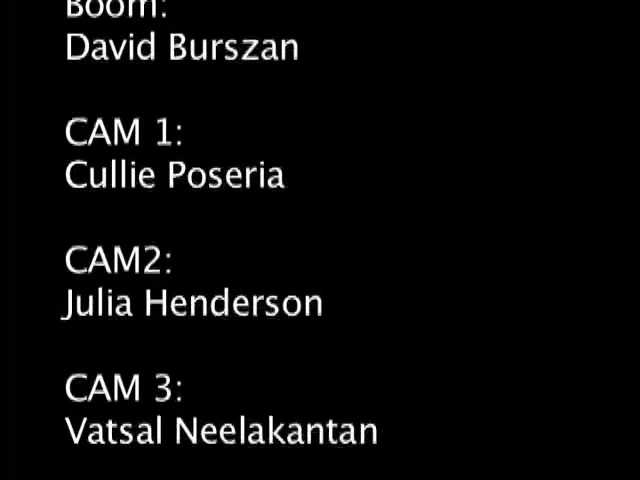 Boom:
David Burszan
CAM 1:
Cullie Poseria
CAM2:
Julia Henderson
CAM 3:
Vatsal Neelakantan